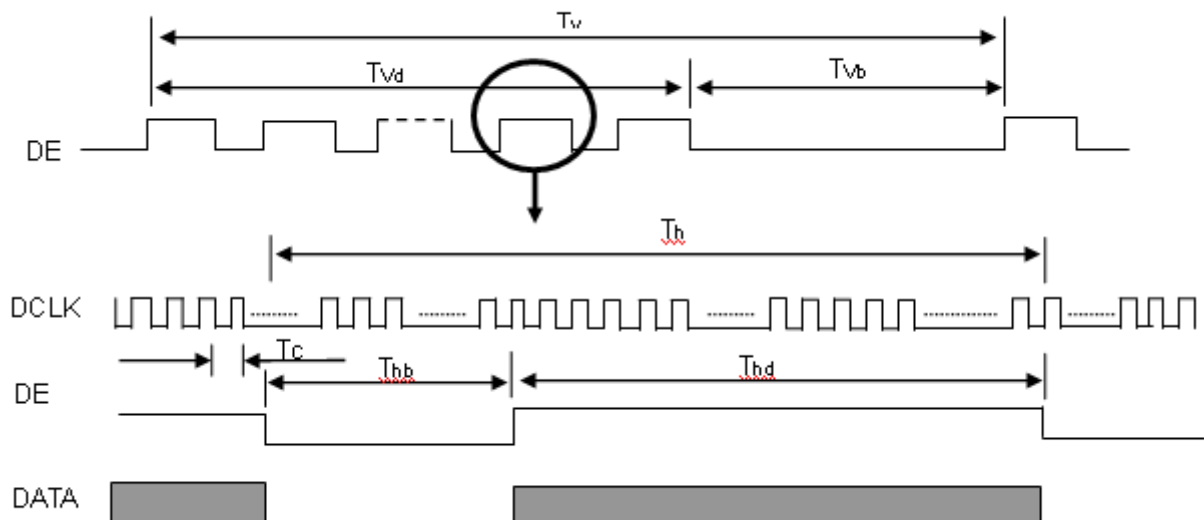 Tv
Tvd
Tvb
DE
Th
DCLK
Tc
Thb
Thd
DE
DATA